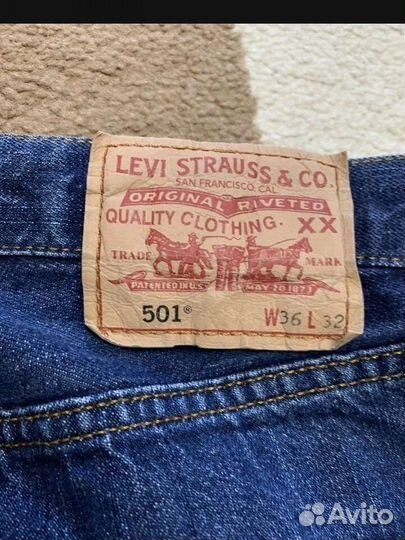 LEVI STRAUSS & CO.
SAN FRANCISCO, CAL
ORIGINAL RIVETED
QUALITY CLOTHING. XX
TRADE MARK
PATENTED IN U.S. MAY 20 1873
501® W36 L 32
Avito